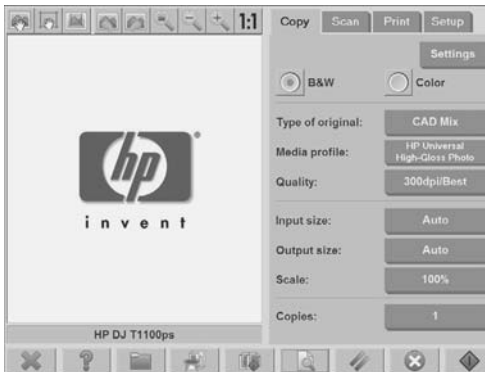 1:1
Copy
Scan
Print
Setup
Settings
B&W
Color
Type of original:
CAD Mix
Media profile:
HP Universal
High-Gloss Photo
Quality:
300dpi/Best
Input size:
Auto
Output size:
Auto
Scale:
100%
Copies:
1
hp
invent
HP DJ T1100ps